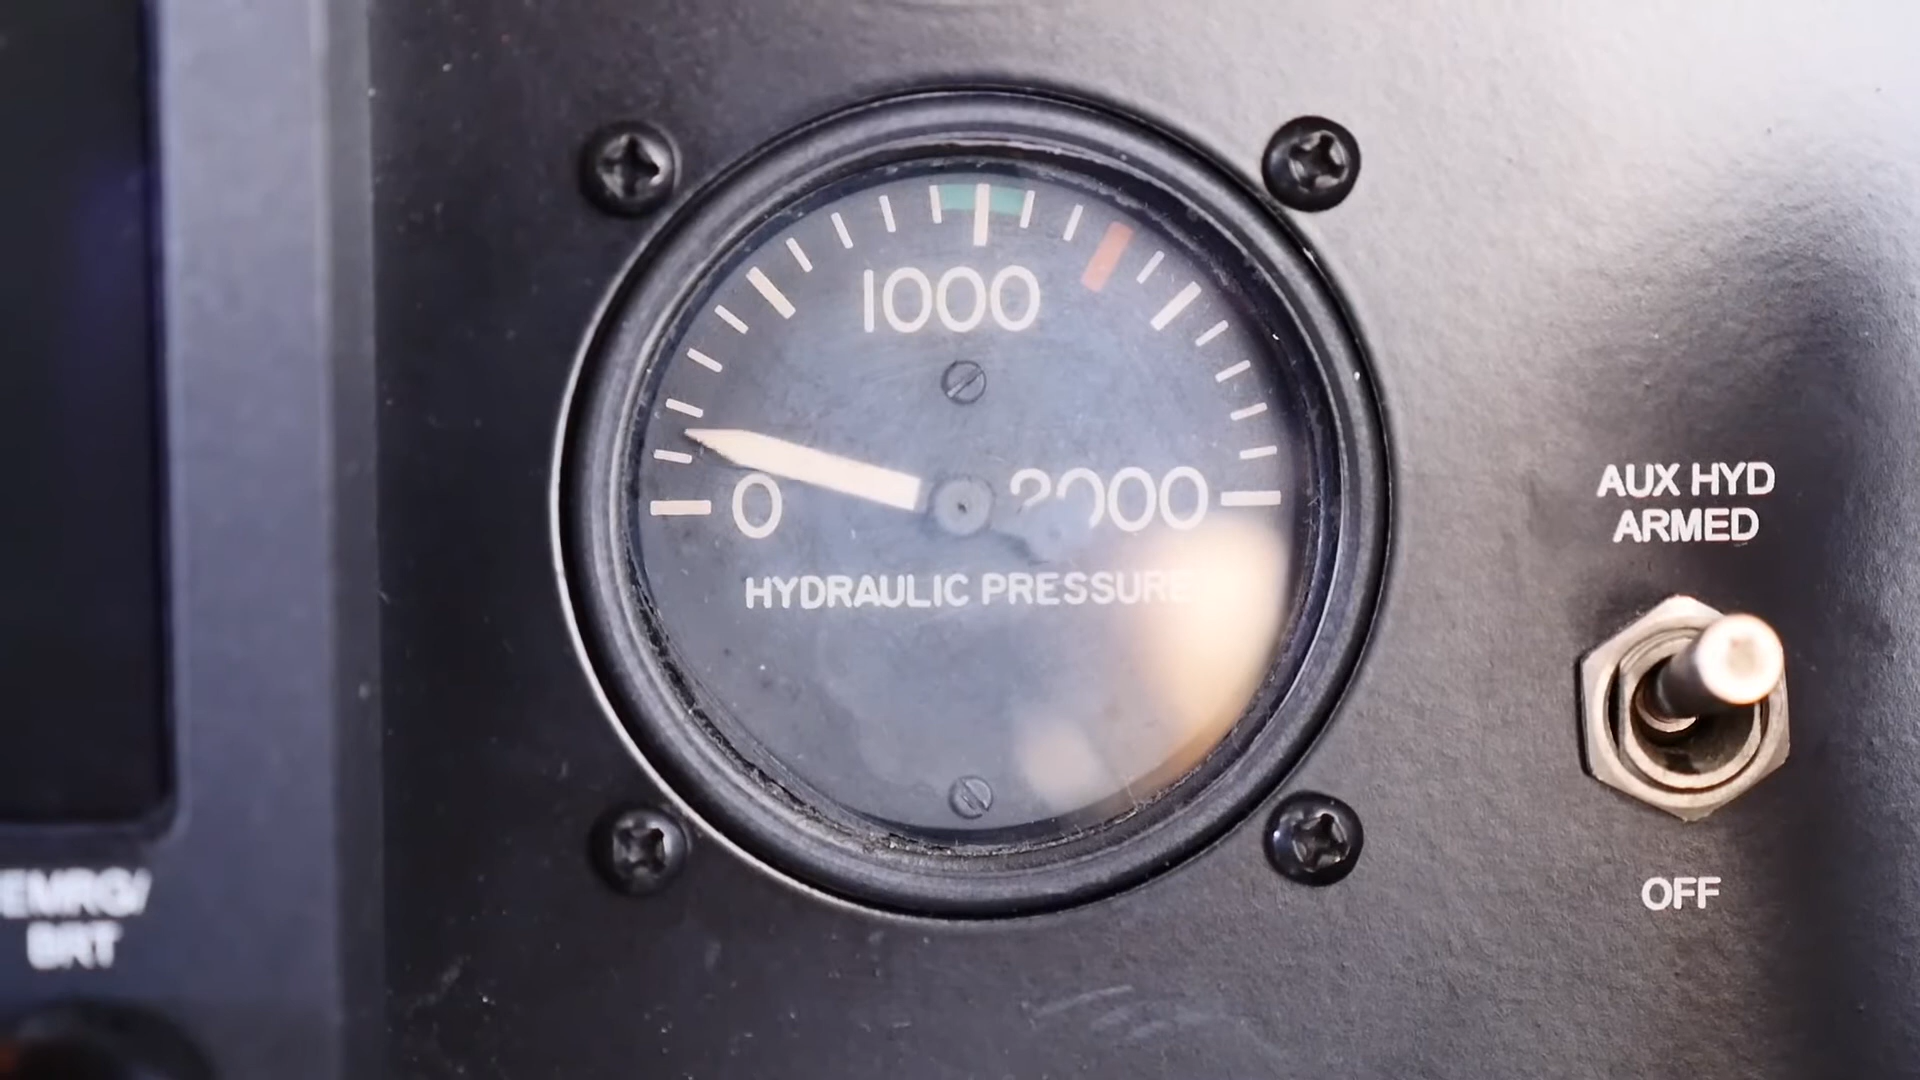 1000
0
2000
HYDRAULIC PRESSURE
AUX HYD
ARMED
OFF
EMRG/
BRT